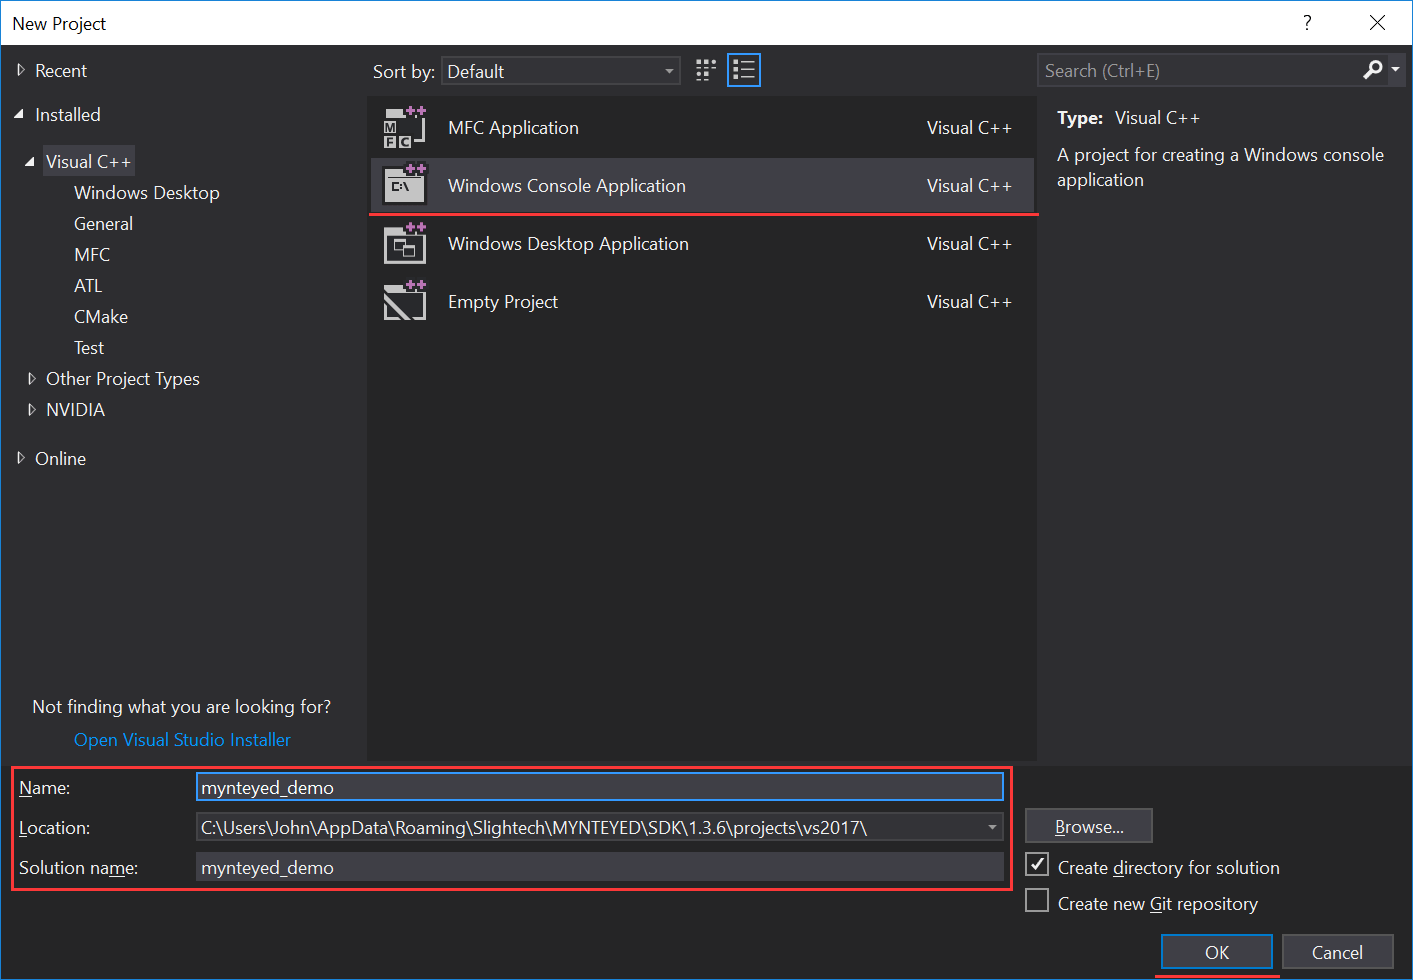 New Project
?
Recent
Installed
Visual C++
Windows Desktop
General
MFC
ATL
CMake
Test
Other Project Types
NVIDIA
Online
Not finding what you are looking for?
Open Visual Studio Installer
Sort by: Default
MFC Application Visual C++
C:\ Windows Console Application Visual C++
Windows Desktop Application Visual C++
Empty Project Visual C++
Search (Ctrl+E)
Type: Visual C++
A project for creating a Windows console
application
Name: mynteyed_demo
Location: C:\Users\John\AppData\Roaming\Slightech\MYNTEYED\SDK\1.3.6\projects\vs2017\
Solution name: mynteyed_demo
Browse...
Create directory for solution
Create new Git repository
OK Cancel